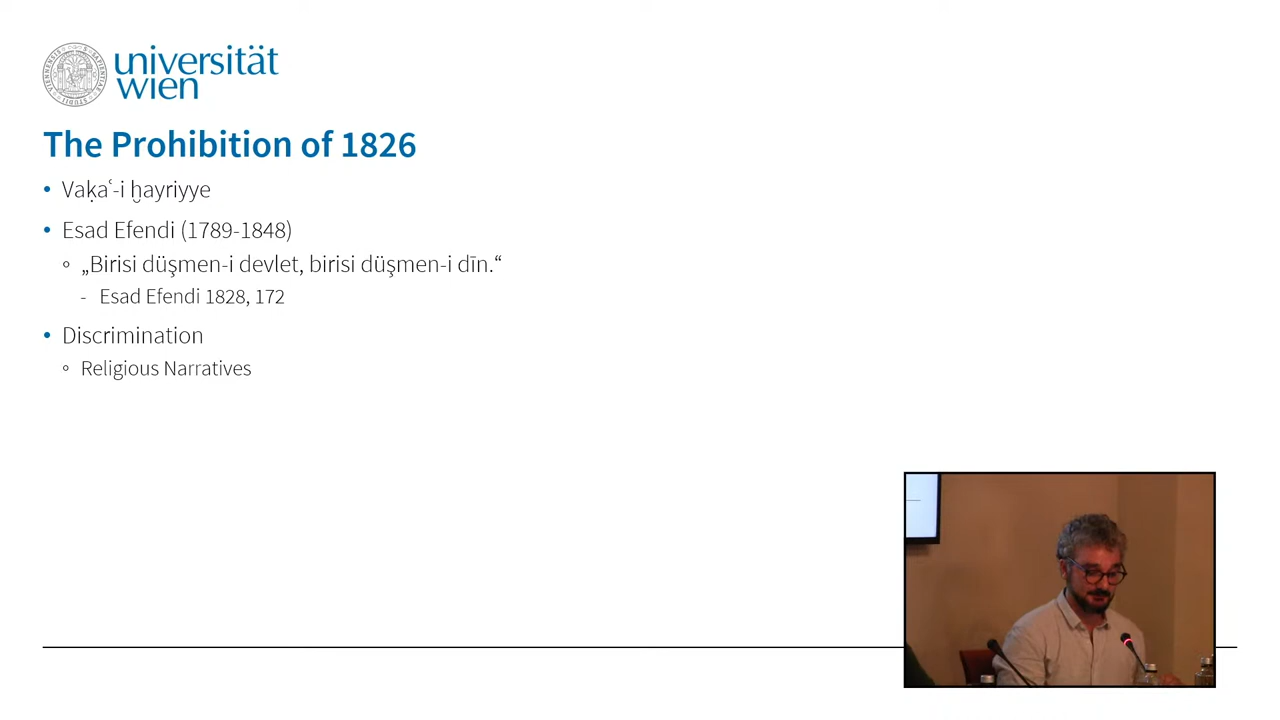 universität
wien
The Prohibition of 1826
• Vaḳaʿ-i ḫayriyye
• Esad Efendi (1789-1848)
◦ „Birisi düşmen-i devlet, birisi düşmen-i dīn.“
- Esad Efendi 1828, 172
• Discrimination
◦ Religious Narratives